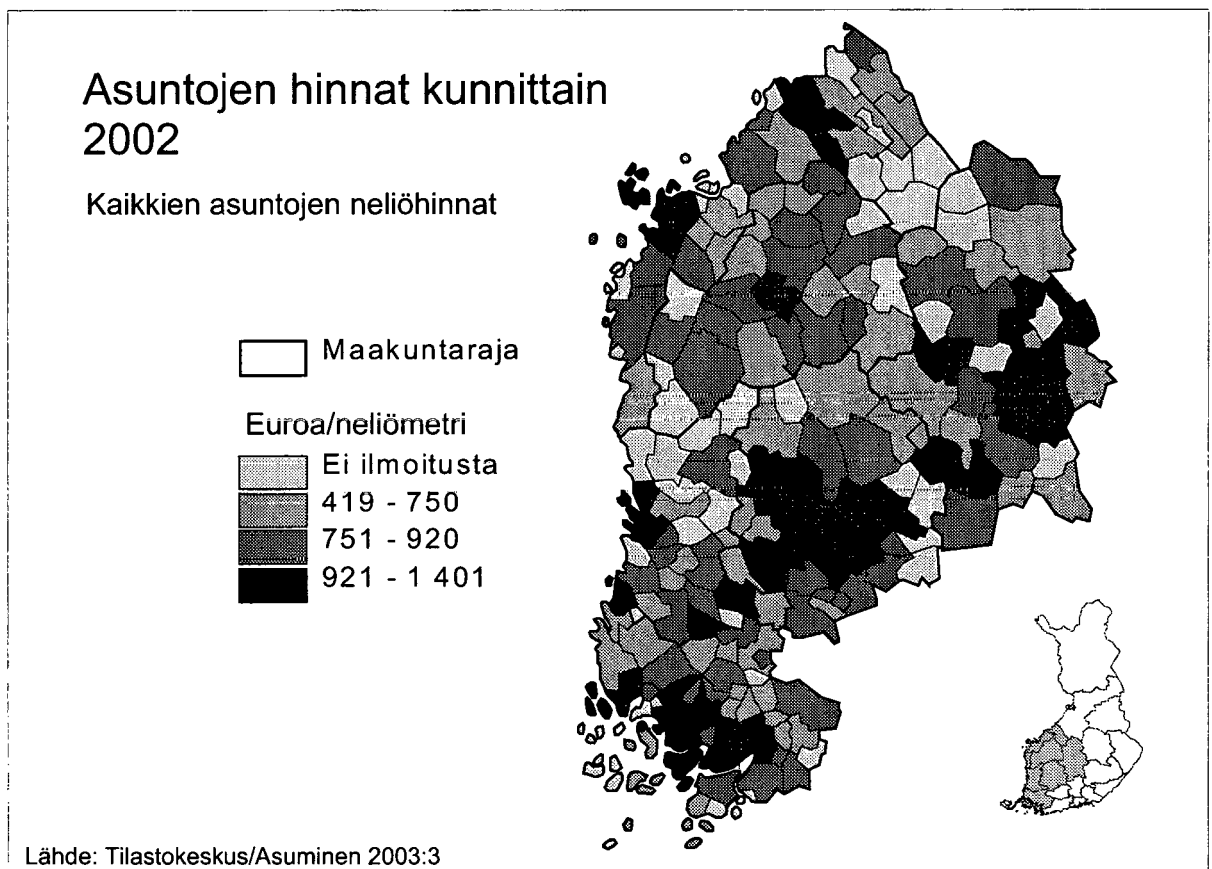 Asuntojen hinnat kunnittain
2002
Kaikkien asuntojen neliöhinnat
Maakuntaraja
Euroa/neliömetri
Ei ilmoitusta
419 - 750
751 - 920
921 - 1 401
Lähde: Tilastokeskus/Asuminen 2003:3